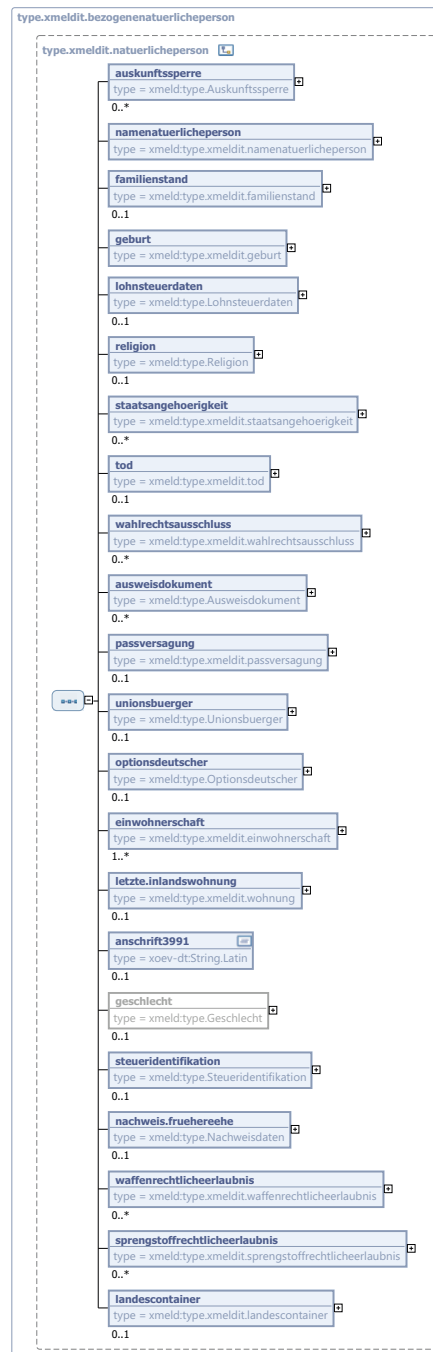 type.xmeldit.bezogenenatuerlicheperson
type.xmeldit.natuerlicheperson
auskunftssperre
type = xmeld:type.Auskunftssperre
0..*
namenatuerlicheperson
type = xmeld:type.xmeldit.namenatuerlicheperson
familienstand
type = xmeld:type.xmeldit.familienstand
0..1
geburt
type = xmeld:type.xmeldit.geburt
lohnsteuerdaten
type = xmeld:type.Lohnsteuerdaten
0..1
religion
type = xmeld:type.Religion
0..1
staatsangehoerigkeit
type = xmeld:type.xmeldit.staatsangehoerigkeit
0..*
tod
type = xmeld:type.xmeldit.tod
0..1
wahlrechtsausschluss
type = xmeld:type.xmeldit.wahlrechtsausschluss
0..*
ausweisdokument
type = xmeld:type.Ausweisdokument
0..*
passversagung
type = xmeld:type.xmeldit.passversagung
0..1
unionsbuerger
type = xmeld:type.Unionsbuerger
0..1
optionsdeutscher
type = xmeld:type.Optionsdeutscher
0..1
einwohnerschaft
type = xmeld:type.xmeldit.einwohnerschaft
1..*
letzte.inlandswohnung
type = xmeld:type.xmeldit.wohnung
0..1
anschrift3991
type = xoev-dt:String.Latin
0..1
geschlecht
type = xmeld:type.Geschlecht
0..1
steueridentifikation
type = xmeld:type.Steueridentifikation
0..1
nachweis.fruehereehe
type = xmeld:type.Nachweisdaten
0..1
waffenrechtlicheerlaubnis
type = xmeld:type.xmeldit.waffenrechtlicheerlaubnis
0..*
sprengstoffrechtlicheerlaubnis
type = xmeld:type.xmeldit.sprengstoffrechtlicheerlaubnis
0..*
landescontainer
type = xmeld:type.xmeldit.landescontainer
0..1